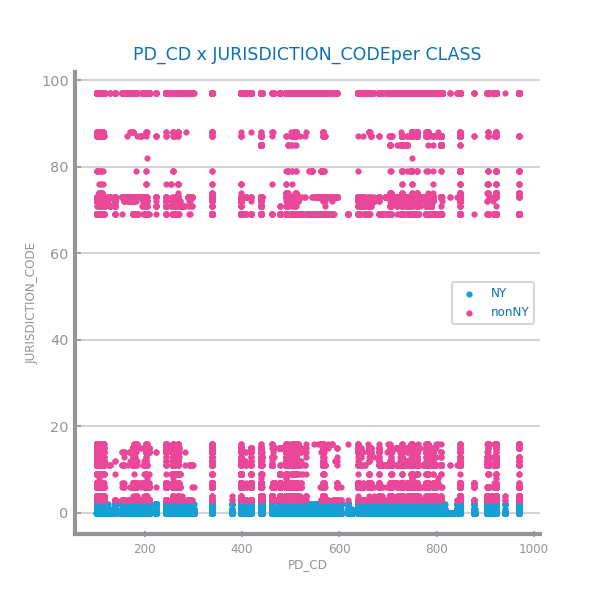 PD_CD x JURISDICTION_CODEper CLASS
100
80
60
40
20
0
JURISDICTION_CODE
NY
nonNY
200
400
600
800
1000
PD_CD